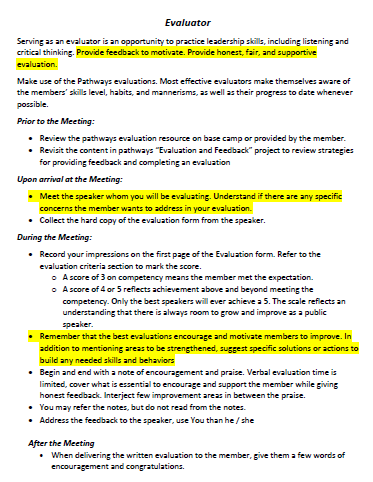 Evaluator
Serving as an evaluator is an opportunity to practice leadership skills, including listening and
critical thinking. Provide feedback to motivate. Provide honest, fair, and supportive
evaluation.
Make use of the Pathways evaluations. Most effective evaluators make themselves aware of
the members' skills level, habits, and mannerisms, as well as their progress to date whenever
possible.
Prior to the Meeting:
• Review the pathways evaluation resource on base camp or provided by the member.
• Revisit the content in pathways "Evaluation and Feedback" project to review strategies
for providing feedback and completing an evaluation
Upon arrival at the Meeting:
• Meet the speaker whom you will be evaluating. Understand if there are any specific
concerns the member wants to address in your evaluation.
• Collect the hard copy of the evaluation form from the speaker.
During the Meeting:
• Record your impressions on the first page of the Evaluation form. Refer to the
evaluation criteria section to mark the score.
o A score of 3 on competency means the member met the expectation.
o A score of 4 or 5 reflects achievement above and beyond meeting the
competency. Only the best speakers will ever achieve a 5. The scale reflects an
understanding that there is always room to grow and improve as a public
speaker.
• Remember that the best evaluations encourage and motivate members to improve. In
addition to mentioning areas to be strengthened, suggest specific solutions or actions to
build any needed skills and behaviors
• Begin and end with a note of encouragement and praise. Verbal evaluation time is
limited, cover what is essential to encourage and support the member while giving
honest feedback. Interject few improvement areas in between the praise.
• You may refer the notes, but do not read from the notes.
• Address the feedback to the speaker, use You than he / she
After the Meeting
• When delivering the written evaluation to the member, give them a few words of
encouragement and congratulations.